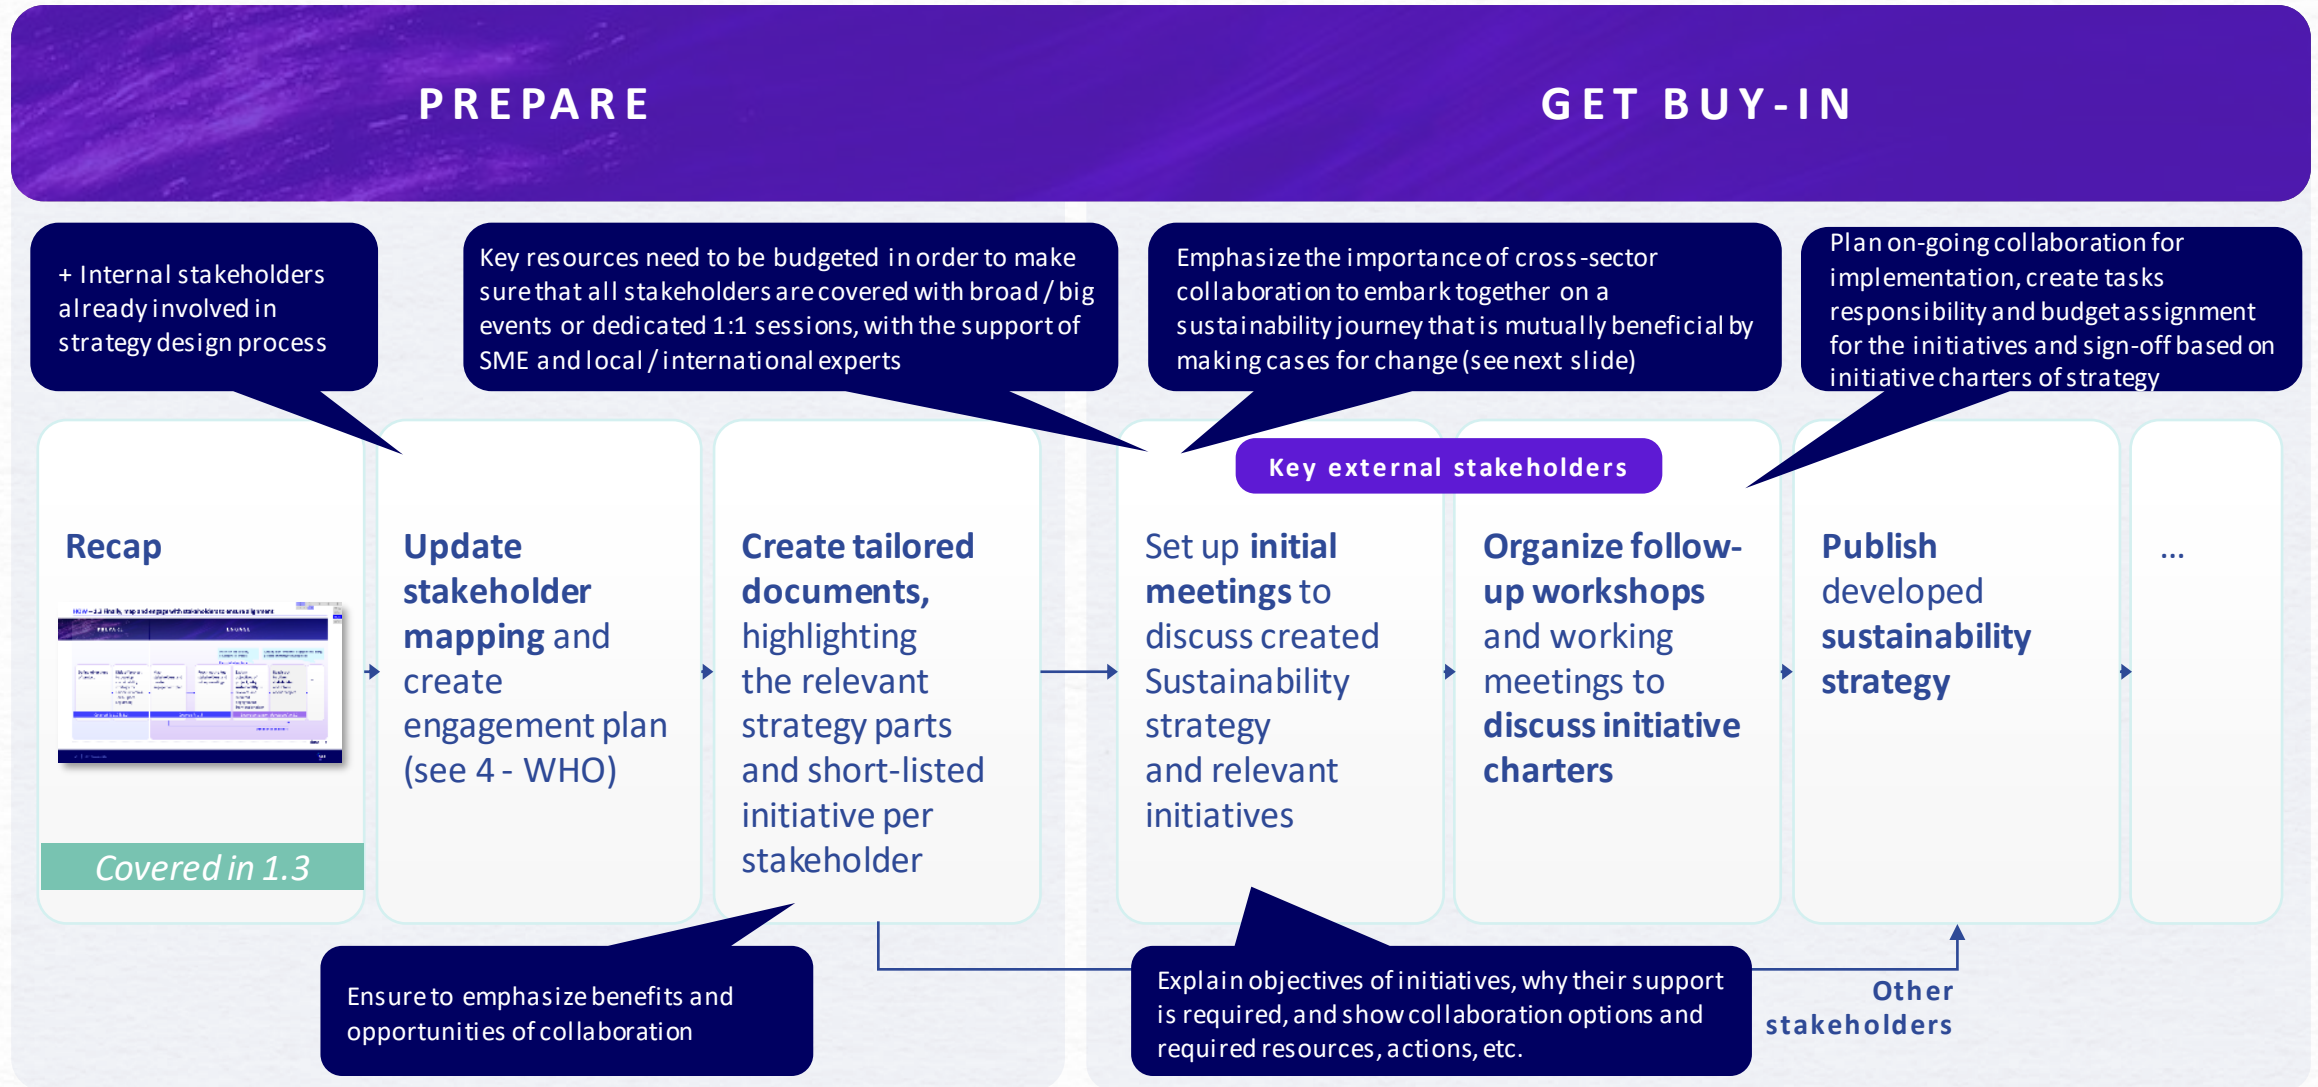 PREPARE
GET BUY-IN
+ Internal stakeholders
already involved in
strategy design process
Key resources need to be budgeted in order to make
sure that all stakeholders are covered with broad / big
events or dedicated 1:1 sessions, with the support of
SME and local / international experts
Emphasize the importance of cross-sector
collaboration to embark together on a
sustainability journey that is mutually beneficial by
making cases for change (see next slide)
Plan on-going collaboration for
implementation, create tasks
responsibility and budget assignment
for the initiatives and sign-off based on
initiative charters of strategy
Key external stakeholders
Recap
PREPARE
ENGAGE
Covered in 1.3
Update
stakeholder
mapping and
create
engagement plan
(see 4 - WHO)
Create tailored
documents,
highlighting
the relevant
strategy parts
and short-listed
initiative per
stakeholder
Set up initial
meetings to
discuss created
Sustainability
strategy
and relevant
initiatives
Organize follow-
up workshops
and working
meetings to
discuss initiative
charters
Publish
developed
sustainability
strategy
...
Ensure to emphasize benefits and
opportunities of collaboration
Explain objectives of initiatives, why their support
is required, and show collaboration options and
required resources, actions, etc.
Other
stakeholders